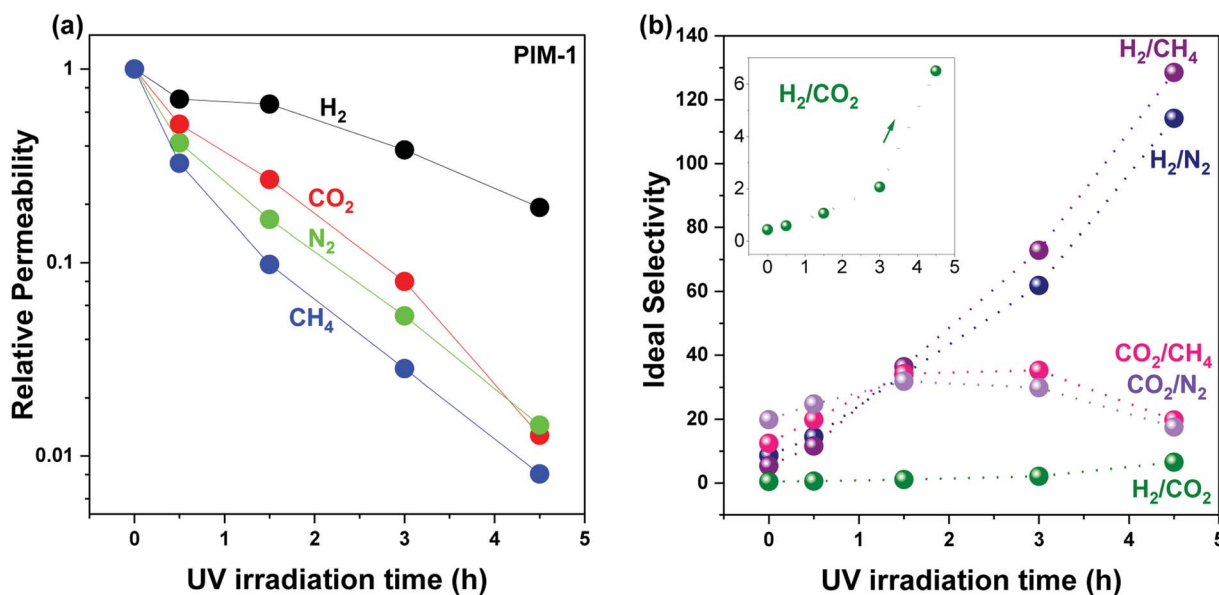 (a)
PIM-1
H₂
CO₂
N₂
CH₄
1
0.1
0.01
Relative Permeability
0 1 2 3 4 5
UV irradiation time (h)
(b)
H₂/CH₄
H₂/N₂
CO₂/CH₄
CO₂/N₂
H₂/CO₂
140
120
100
80
60
40
20
0
Ideal Selectivity
0 1 2 3 4 5
UV irradiation time (h)
H₂/CO₂
6
4
2
0
0 1 2 3 4 5